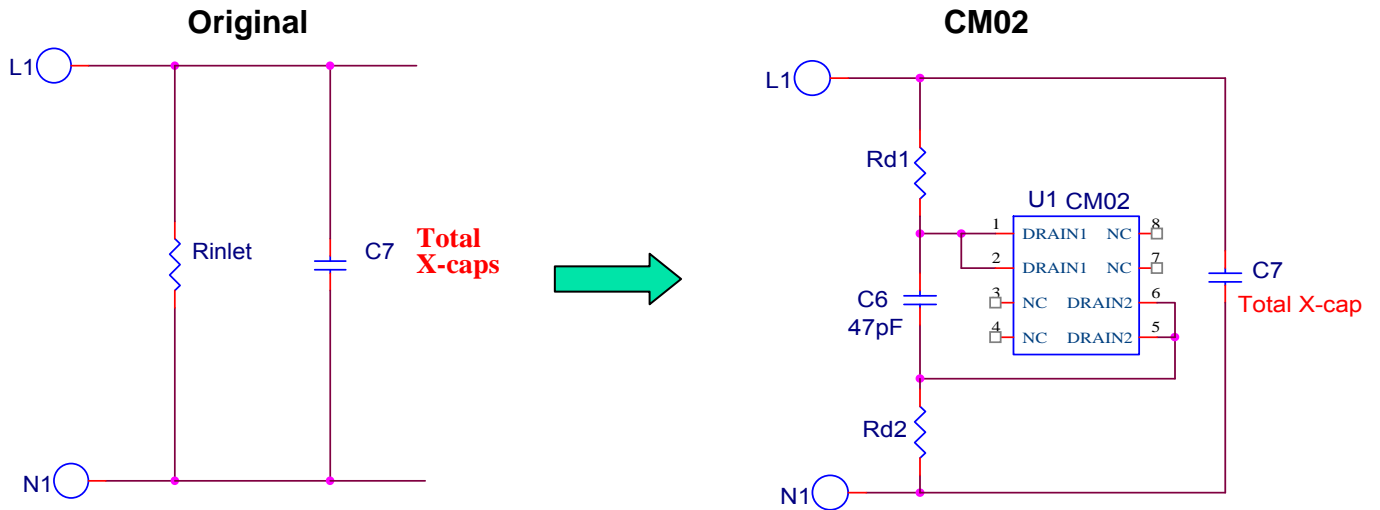 Original
L1
Rinlet
C7
Total
X-caps
N1
CM02
L1
Rd1
U1 CM02
1 DRAIN1 NC 8
2 DRAIN1 NC 7
3 NC DRAIN2 6
4 NC DRAIN2 5
C6
47pF
C7
Total X-cap
Rd2
N1